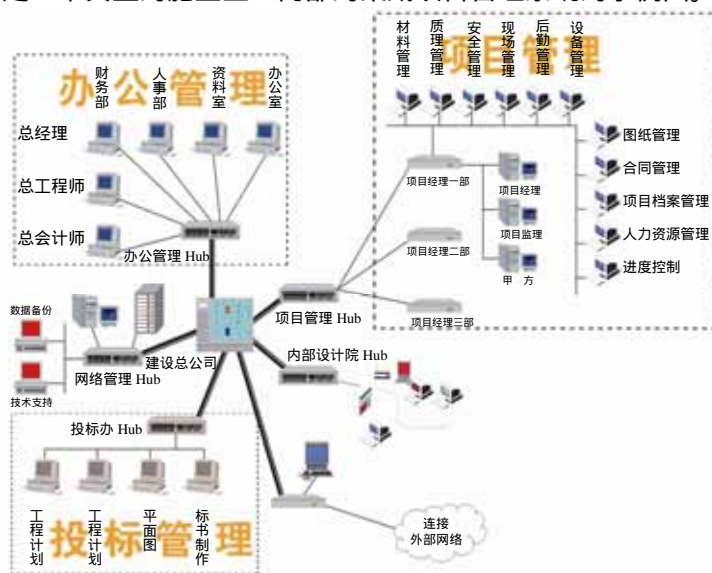 办公管理
财务部
人事部
资料室
办公室
总经理
总工程师
总会计师
办公管理 Hub
项目管理
材料管理
质理管理
安全管理
现场管理
后勤管理
设备管理
图纸管理
合同管理
项目档案管理
人力资源管理
进度控制
项目经理一部
项目经理二部
项目经理三部
项目经理
项目监理
甲 方
项目管理 Hub
数据备份
技术支持
网络管理 Hub
建设总公司
内部设计院 Hub
投标办 Hub
工程计划
工程计划
平面图
标书制作
投标管理
连接
外部网络